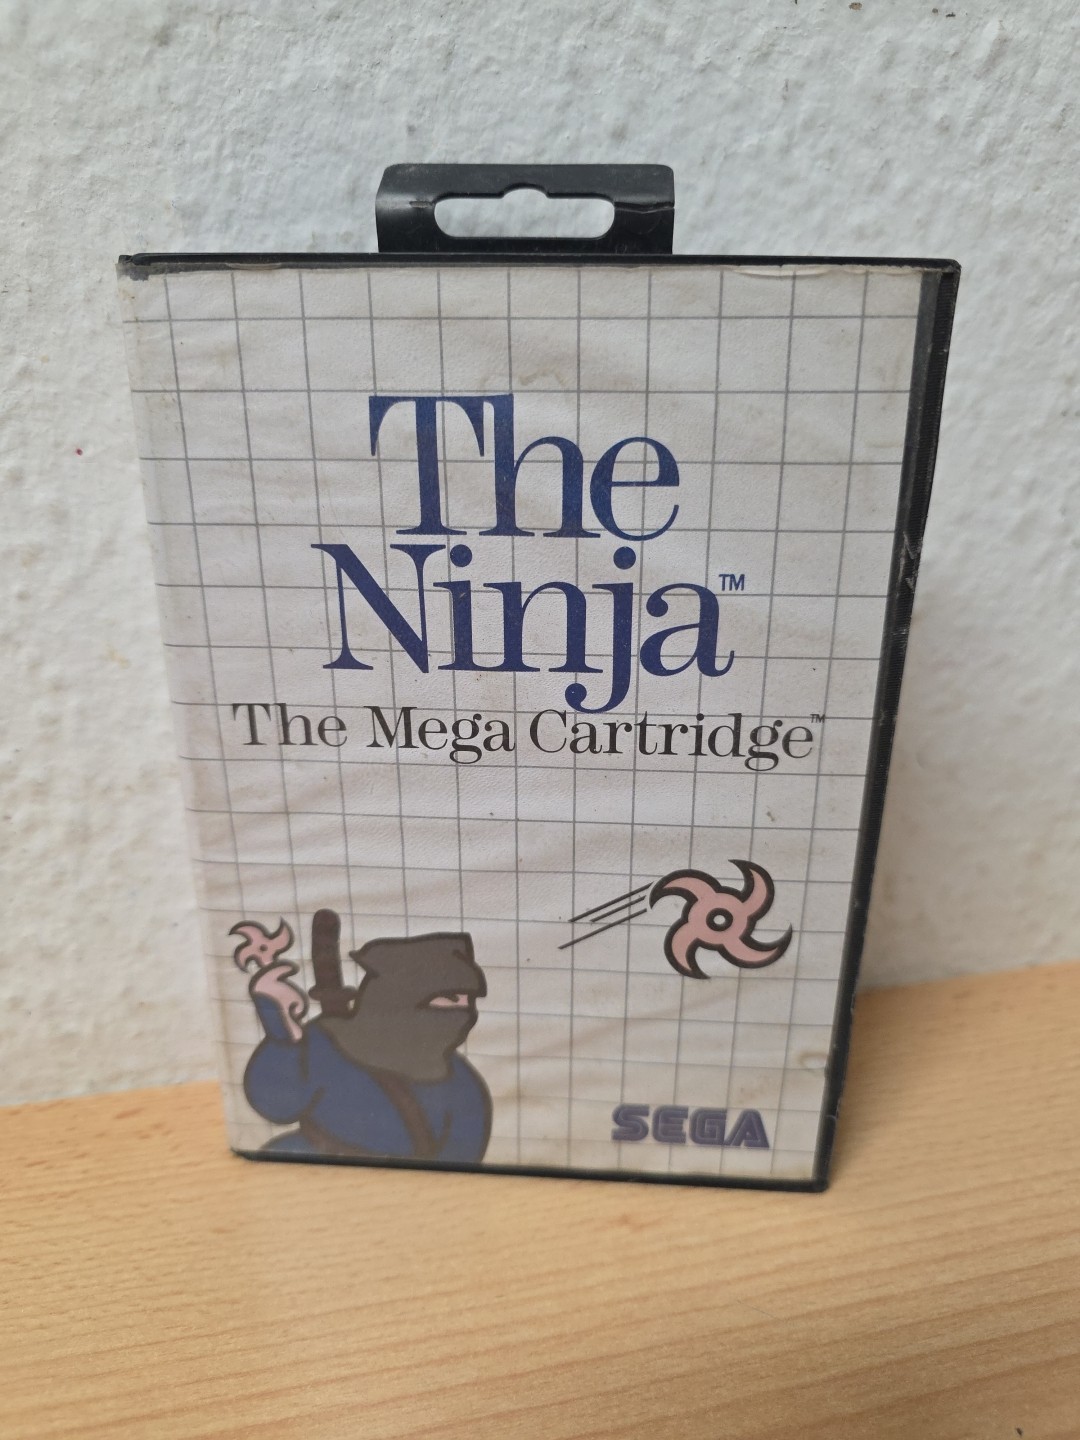 The
Ninja™
The Mega Cartridge™
SEGA